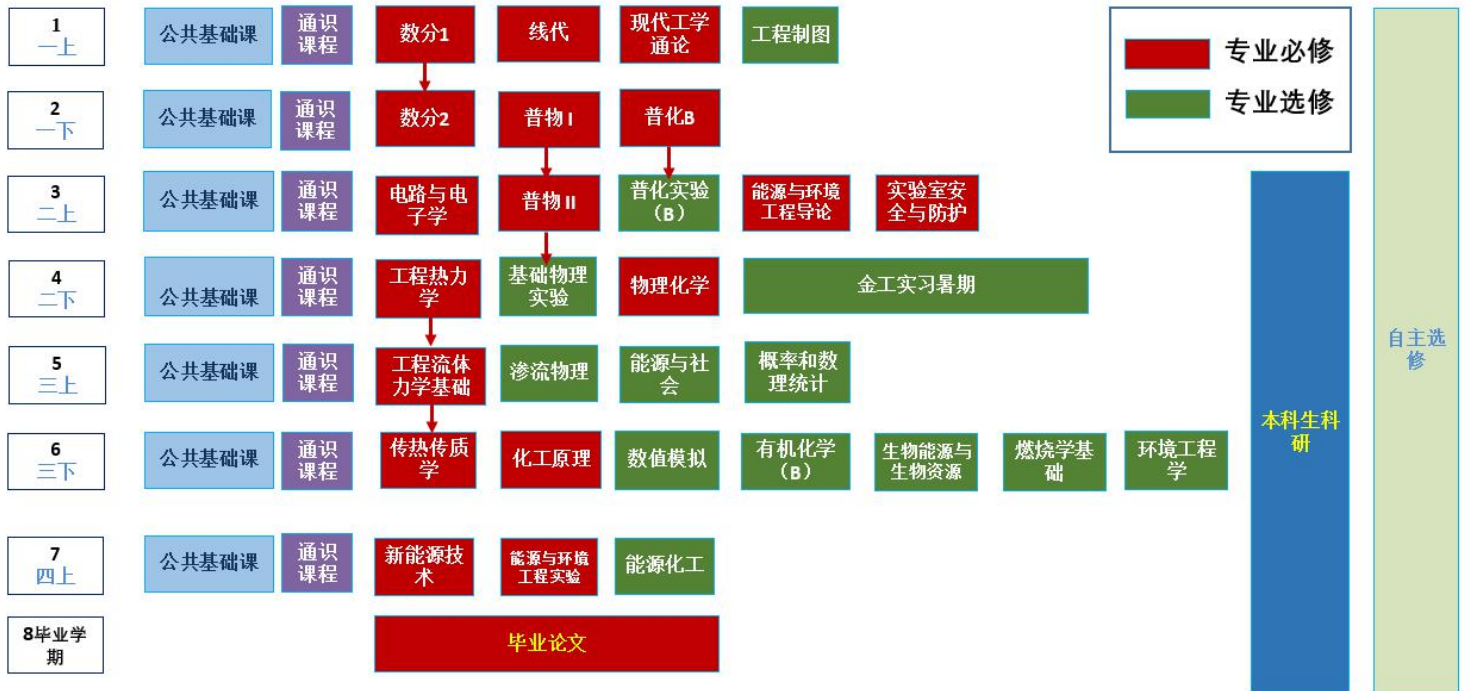 1
一上
公共基础课
通识
课程
数分1
线代
现代工学
通论
工程制图
专业必修
专业选修
2
一下
公共基础课
通识
课程
数分2
普物 I
普化B
3
二上
公共基础课
通识
课程
电路与电
子学
普物 II
普化实验
（B）
能源与环境
工程导论
实验室安
全与防护
4
二下
公共基础课
通识
课程
工程热力
学
基础物理
实验
物理化学
金工实习暑期
5
三上
公共基础课
通识
课程
工程流体
力学基础
渗流物理
能源与社
会
概率和数
理统计
6
三下
公共基础课
通识
课程
传热传质
学
化工原理
数值模拟
有机化学
（B）
生物能源与
生物资源
燃烧学基
础
环境工程
学
7
四上
公共基础课
通识
课程
新能源技
术
能源与环境
工程实验
能源化工
8毕业学
期
毕业论文
本科生科
研
自主选
修